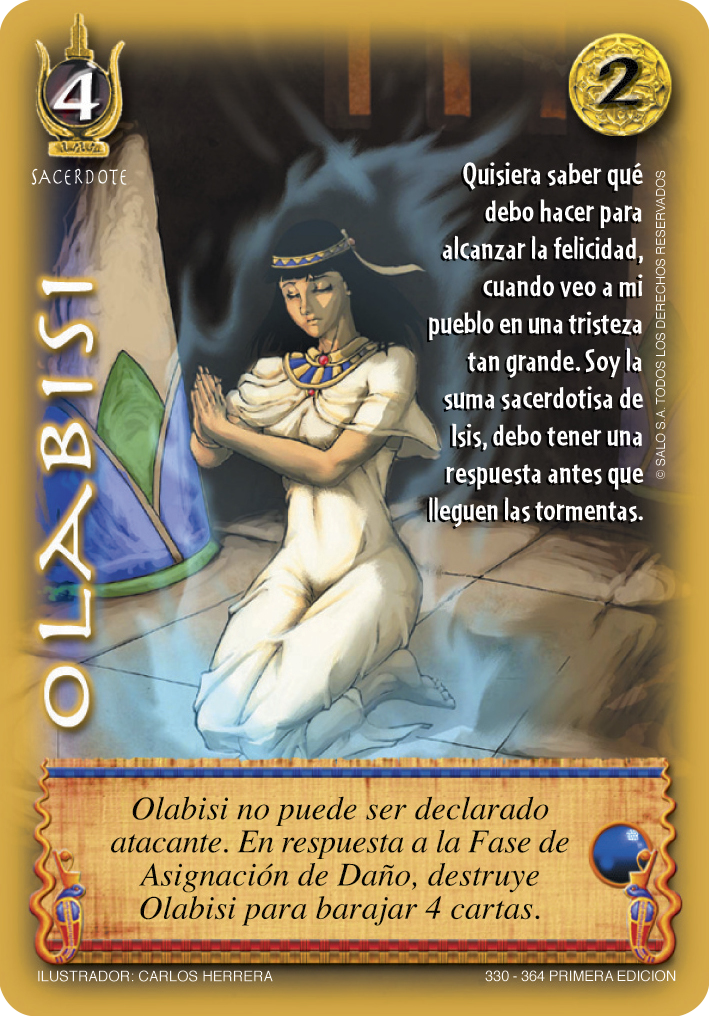 4
2
SACERDOTE
OLABISI
Quisiera saber qué
debo hacer para
alcanzar la felicidad,
cuando veo a mi
pueblo en una tristeza
tan grande. Soy la
suma sacerdotisa de
Isis, debo tener una
respuesta antes que
lleguen las tormentas.
© SALO S.A. TODOS LOS DERECHOS RESERVADOS
Olabisi no puede ser declarado
atacante. En respuesta a la Fase de
Asignación de Daño, destruye
Olabisi para barajar 4 cartas.
ILUSTRADOR: CARLOS HERRERA
330 - 364 PRIMERA EDICION